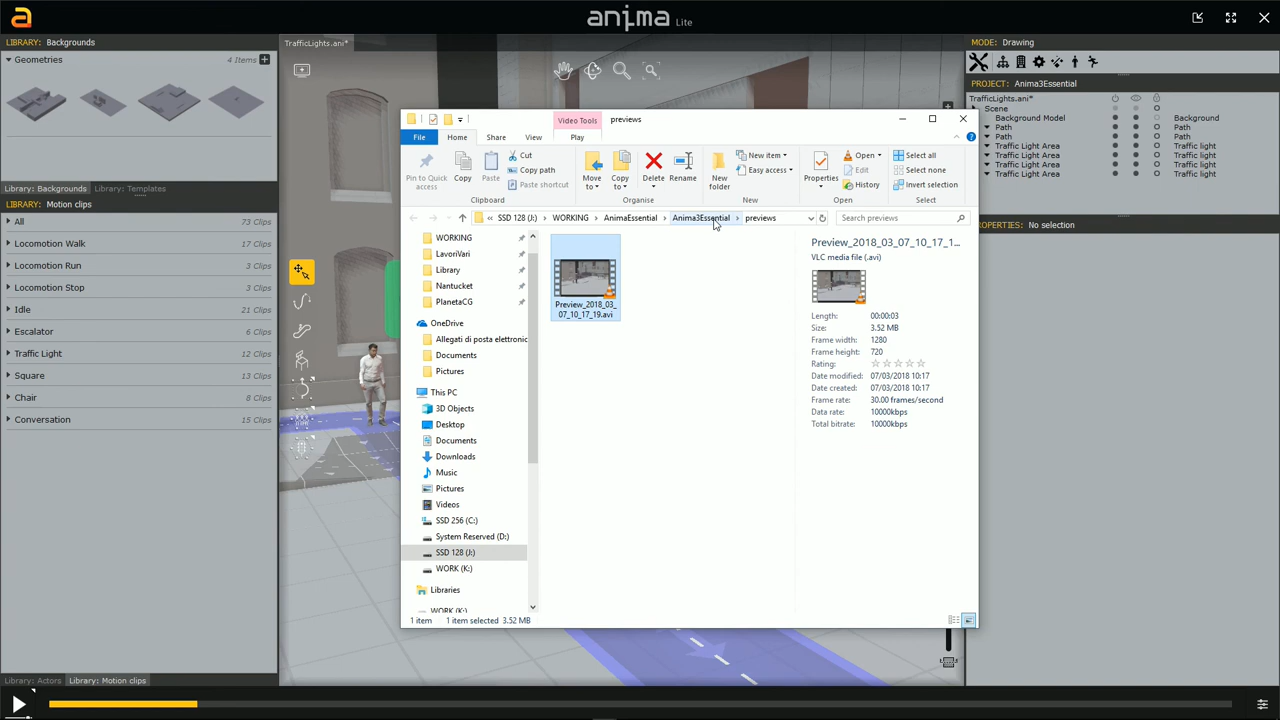 anima Lite
LIBRARY: Backgrounds
Geometries
4 Items
Library: Backgrounds
Library: Templates
LIBRARY: Motion clips
All
73 Clips
Locomotion Walk
17 Clips
Locomotion Run
3 Clips
Locomotion Stop
3 Clips
Idle
21 Clips
Escalator
6 Clips
Traffic Light
12 Clips
Square
13 Clips
Chair
8 Clips
Conversation
15 Clips
Library: Actors
Library: Motion clips
TrafficLights.ani*
Video Tools
previews
File
Home
Share
View
Play
Pin to Quick
access
Copy
Paste
Cut
Copy path
Paste shortcut
Clipboard
Move
to
Copy
to
Delete
Rename
Organise
New
folder
New item
Easy access
New
Properties
Open
Edit
History
Open
Select all
Select none
Invert selection
Select
« SSD 128 (J:) › WORKING › AnimaEssential › Anima3Essential › previews
Search previews
WORKING
LavoriVari
Library
Nantucket
PlanetaCG
OneDrive
Allegati di posta elettronic
Documents
Pictures
This PC
3D Objects
Desktop
Documents
Downloads
Music
Pictures
Videos
SSD 256 (C:)
System Reserved (D:)
SSD 128 (J:)
WORK (K:)
Libraries
WORK (K:)
Preview_2018_03_
07_10_17_19.avi
Preview_2018_03_07_10_17_1...
VLC media file (.avi)
Length: 00:00:03
Size: 3.52 MB
Frame width: 1280
Frame height: 720
Rating:
Date modified: 07/03/2018 10:17
Date created: 07/03/2018 10:17
Frame rate: 30.00 frames/second
Data rate: 10000kbps
Total bitrate: 10000kbps
1 item
1 item selected 3.52 MB
MODE: Drawing
PROJECT: Anima3Essential
TrafficLights.ani*
Scene
Background Model
Background
Path
Path
Path
Path
Traffic Light Area
Traffic light
Traffic Light Area
Traffic light
Traffic Light Area
Traffic light
Traffic Light Area
Traffic light
ROPERTIES: No selection